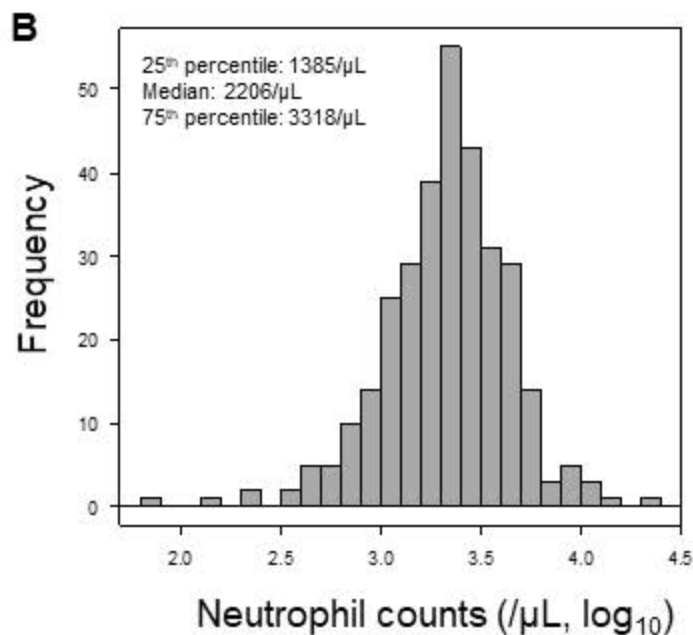 B
25th percentile: 1385/µL
Median: 2206/µL
75th percentile: 3318/µL
50
40
30
20
10
0
Frequency
2.0 2.5 3.0 3.5 4.0 4.5
Neutrophil counts (/µL, log10)